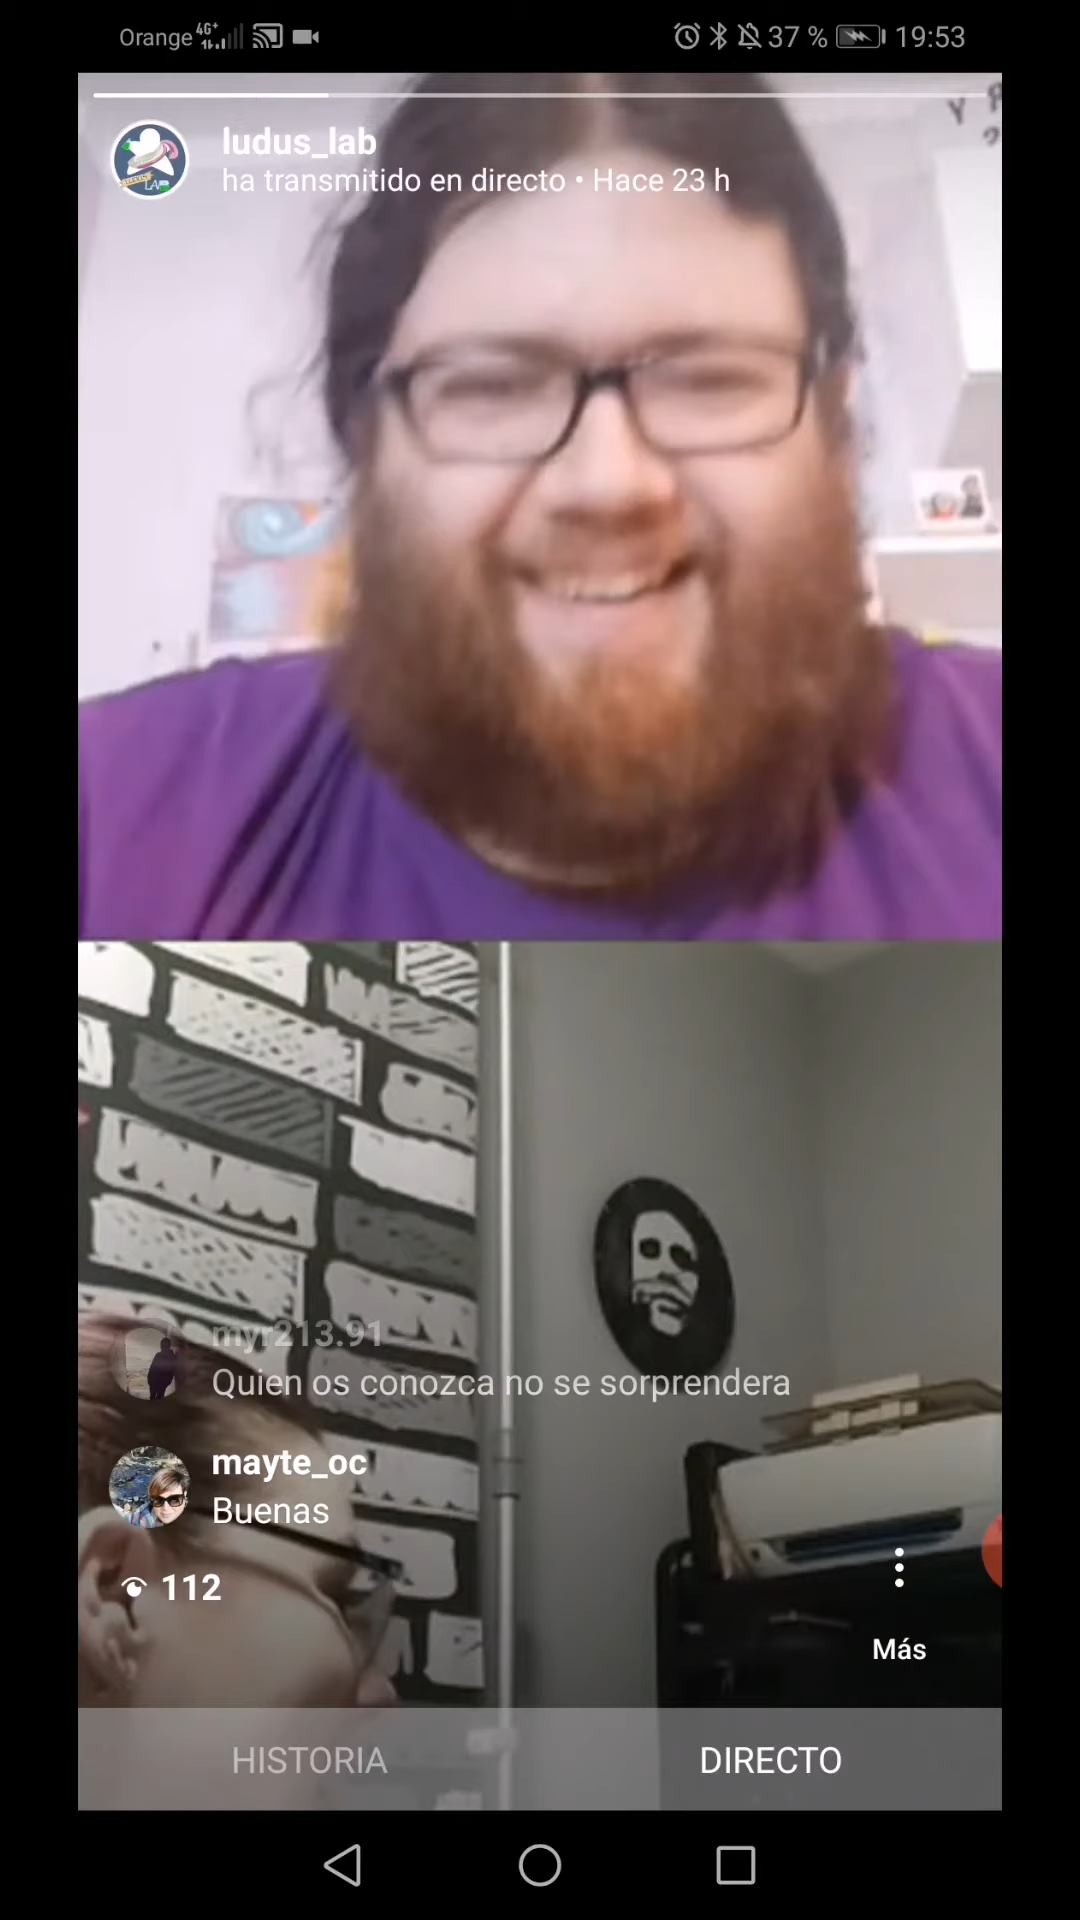 Orange 4G+ 37 % 19:53
Y
ludus_lab
ha transmitido en directo • Hace 23 h
myr213.91
Quien os conozca no se sorprendera
mayte_oc
Buenas
112
Más
HISTORIA DIRECTO